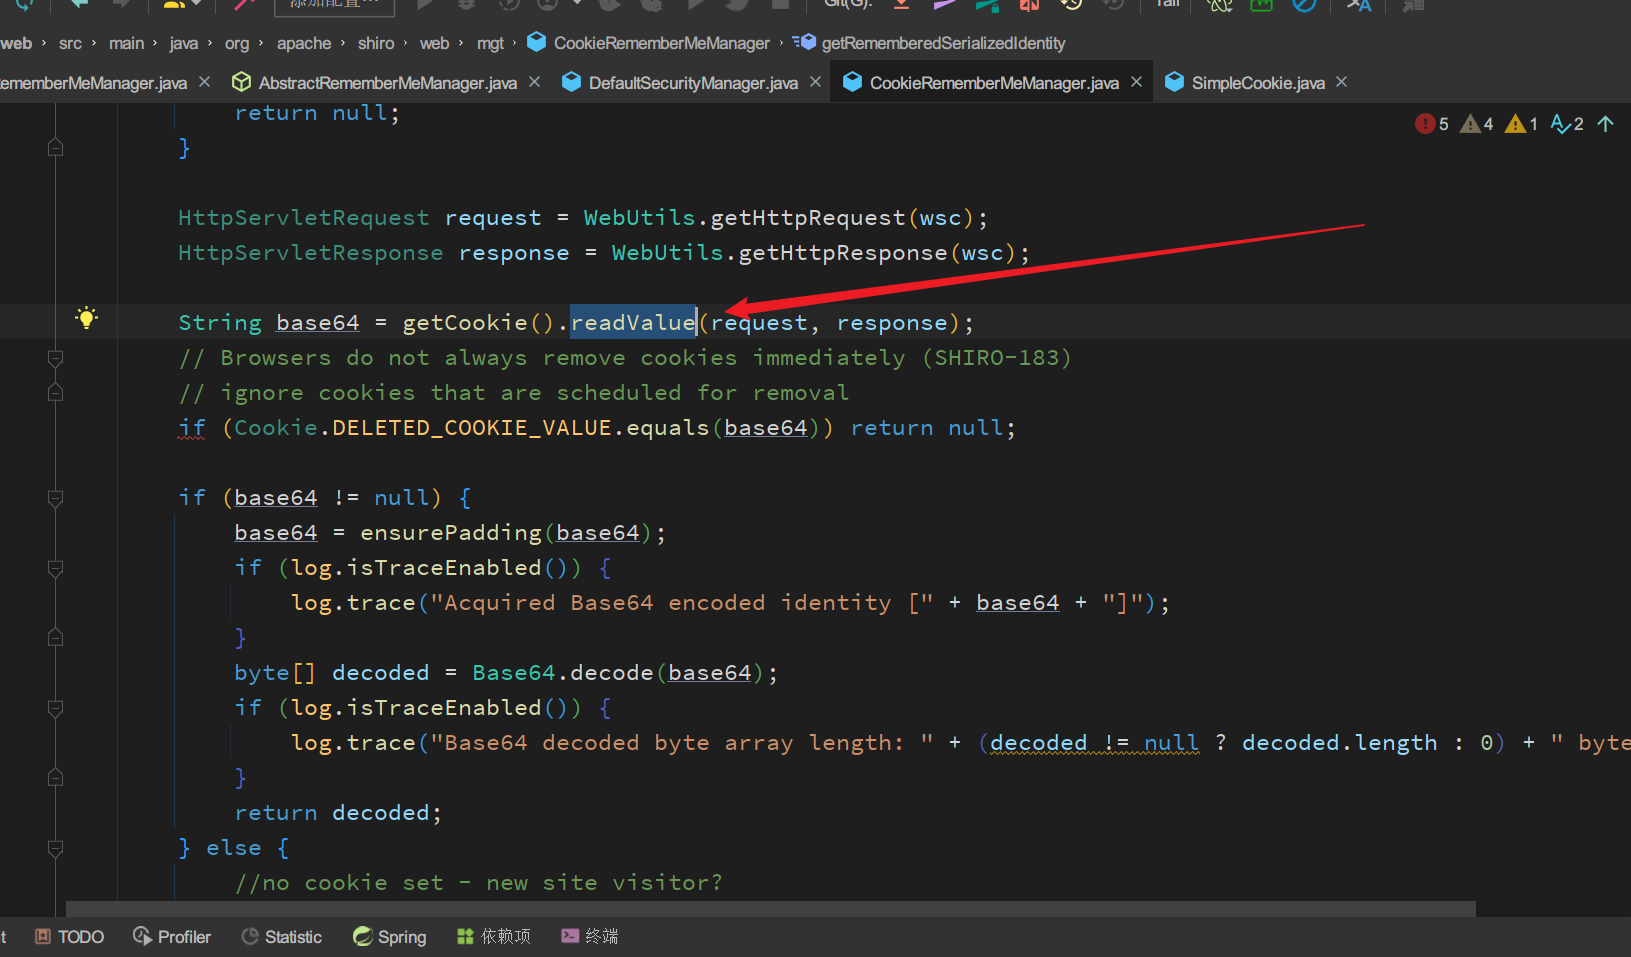 Git(G):
web › src › main › java › org › apache › shiro › web › mgt › CookieRememberMeManager › getRememberedSerializedIdentity
ememberMeManager.java AbstractRememberMeManager.java DefaultSecurityManager.java CookieRememberMeManager.java SimpleCookie.java
return null;
5 4 1 2
}
HttpServletRequest request = WebUtils.getHttpRequest(wsc);
HttpServletResponse response = WebUtils.getHttpResponse(wsc);
String base64 = getCookie().readValue(request, response);
// Browsers do not always remove cookies immediately (SHIRO-183)
// ignore cookies that are scheduled for removal
if (Cookie.DELETED_COOKIE_VALUE.equals(base64)) return null;
if (base64 != null) {
base64 = ensurePadding(base64);
if (log.isTraceEnabled()) {
log.trace("Acquired Base64 encoded identity [" + base64 + "]");
}
byte[] decoded = Base64.decode(base64);
if (log.isTraceEnabled()) {
log.trace("Base64 decoded byte array length: " + (decoded != null ? decoded.length : 0) + " byte
}
return decoded;
} else {
//no cookie set - new site visitor?
t TODO Profiler Statistic Spring 依赖项 终端